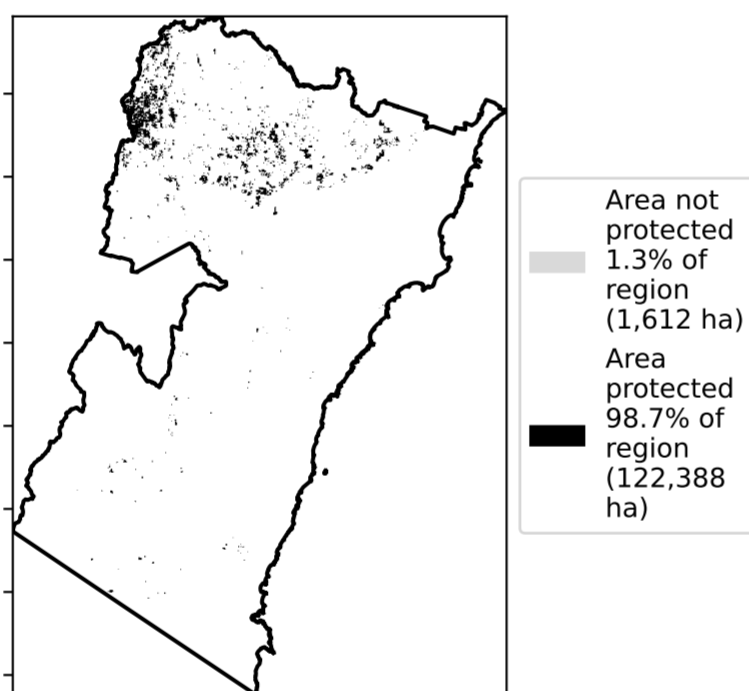 Area not
protected
1.3% of
region
(1,612 ha)
Area
protected
98.7% of
region
(122,388
ha)